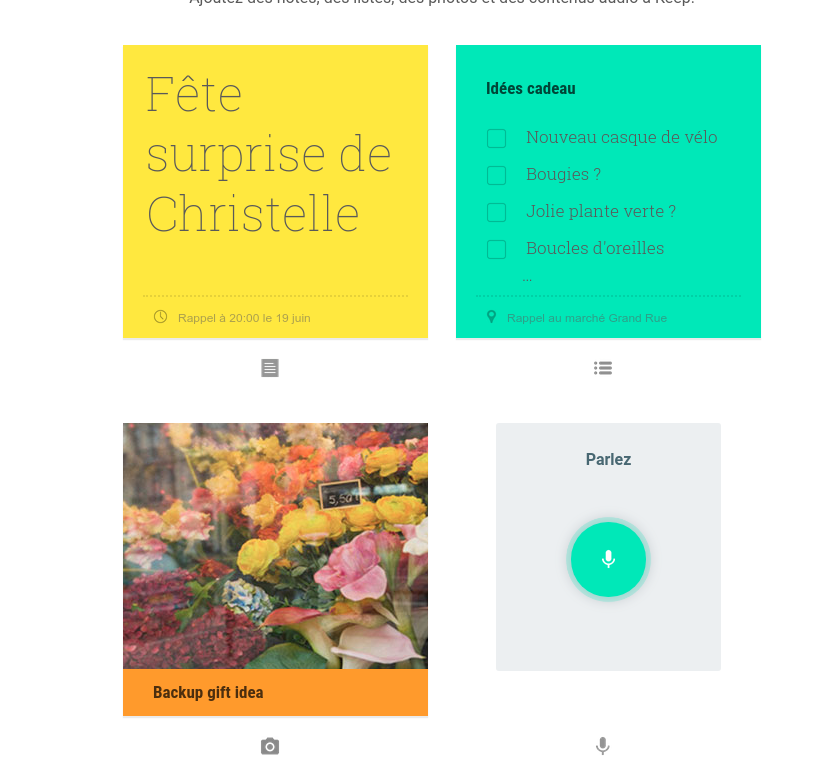 Ajoutez des notes, des listes, des photos et des contenus audio à Keep.
Fête
surprise de
Christelle
Rappel à 20:00 le 19 juin
Idées cadeau
Nouveau casque de vélo
Bougies ?
Jolie plante verte ?
Boucles d'oreilles
...
Rappel au marché Grand Rue
5,50
Backup gift idea
Parlez